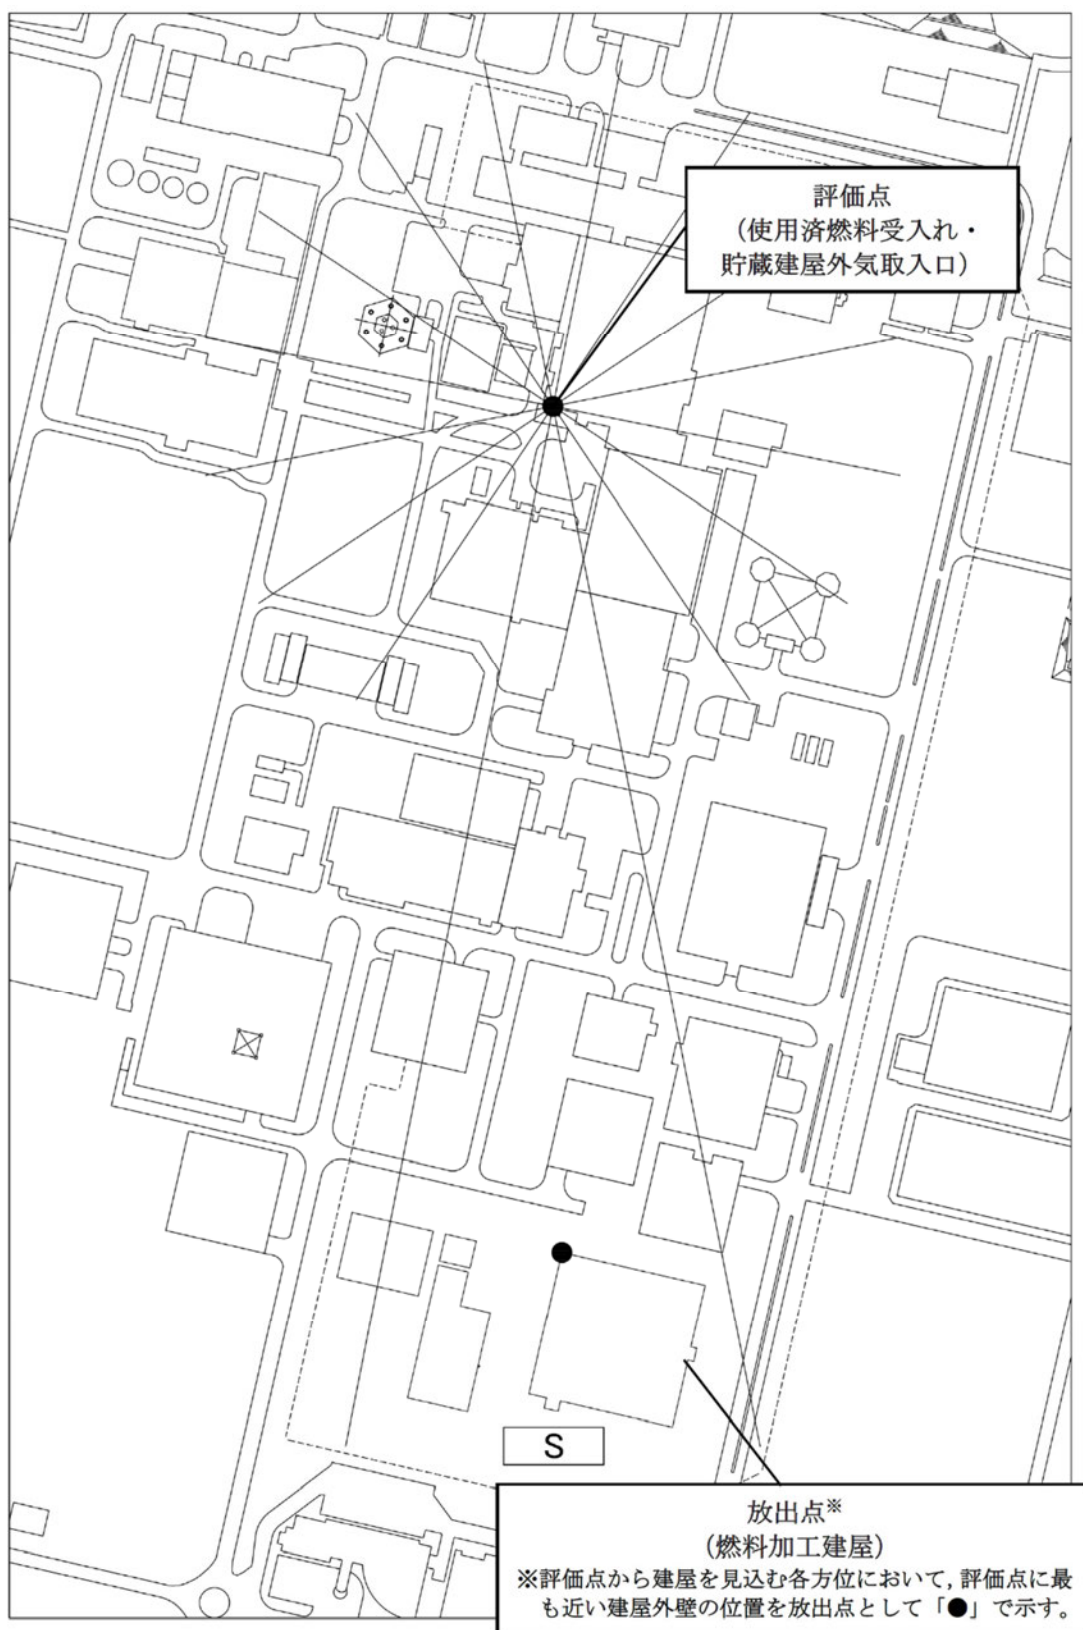 評価点
（使用済燃料受入れ・
貯蔵建屋外気取入口）
S
放出点※
（燃料加工建屋）
※評価点から建屋を見込む各方位において，評価点に最
も近い建屋外壁の位置を放出点として「●」で示す。